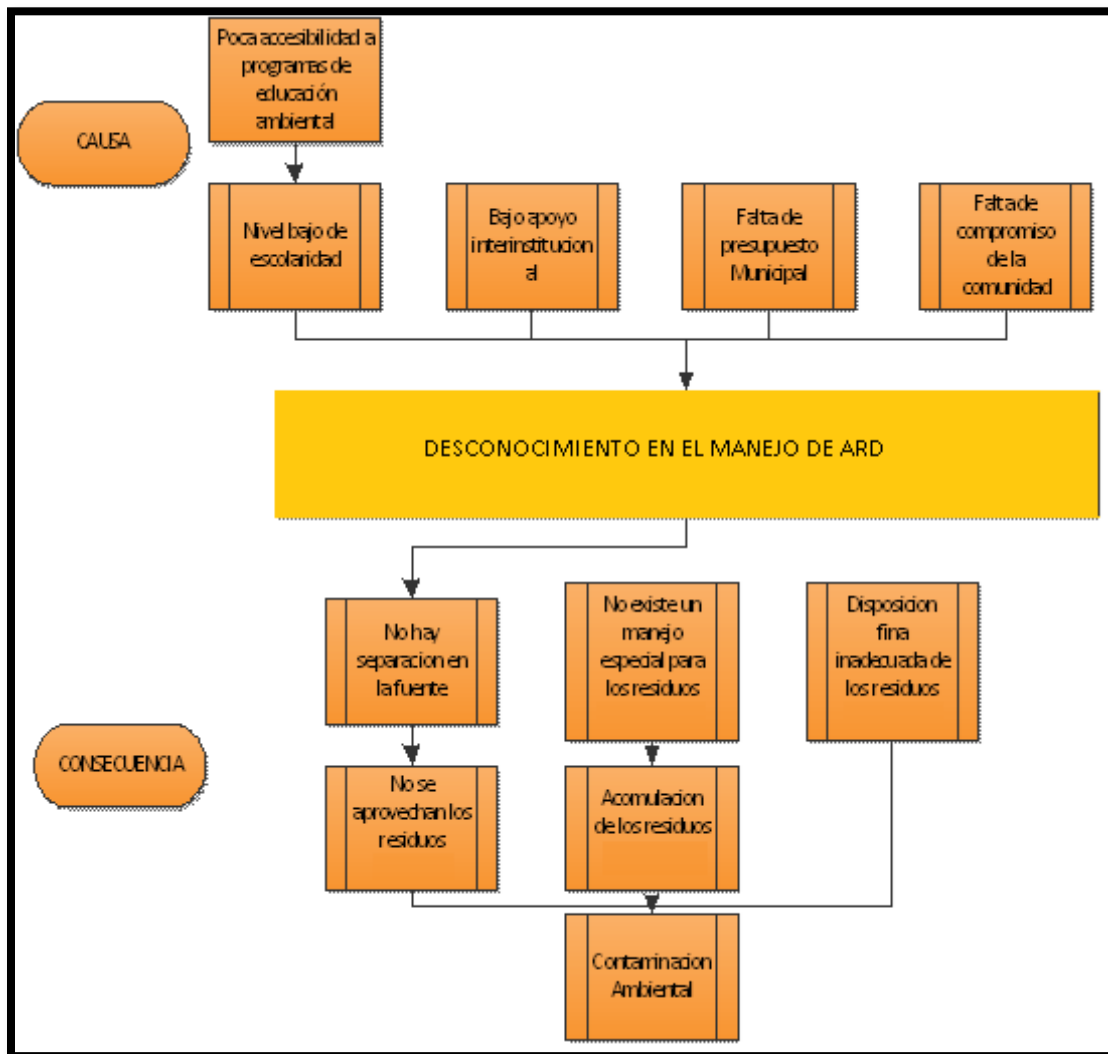 Poca accesibilidad a
programas de
educación
ambiental
CAUSA
Nivel bajo de
escolaridad
Bajo apoyo
interinstitucion
al
Falta de
presupuesto
Municipal
Falta de
compromiso
de la
comunidad
DESCONOCIMIENTO EN EL MANEJO DE ARD
No hay
separacion en
la fuente
No existe un
manejo
especial para
los residuos
Disposicion
fina
inadecuada de
los residuos
CONSECUENCIA
No se
aprovechan los
residuos
Acomulacion
de los residuos
Contaminacion
Ambiental